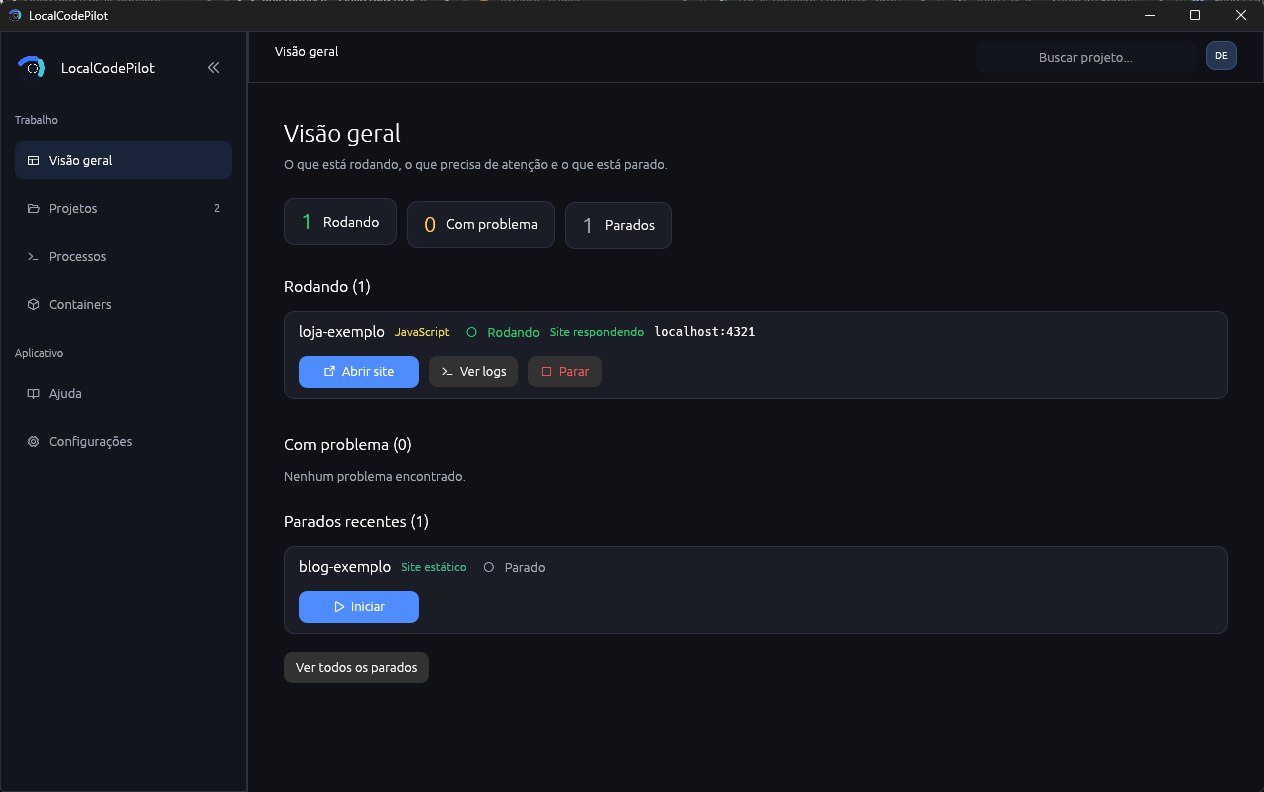 LocalCodePilot
LocalCodePilot
Visão geral
Buscar projeto...
DE
Trabalho
Visão geral
Projetos 2
Processos
Containers
Aplicativo
Ajuda
Configurações
Visão geral
O que está rodando, o que precisa de atenção e o que está parado.
1 Rodando
0 Com problema
1 Parados
Rodando (1)
loja-exemplo JavaScript Rodando Site respondendo localhost:4321
Abrir site Ver logs Parar
Com problema (0)
Nenhum problema encontrado.
Parados recentes (1)
blog-exemplo Site estático Parado
Iniciar
Ver todos os parados